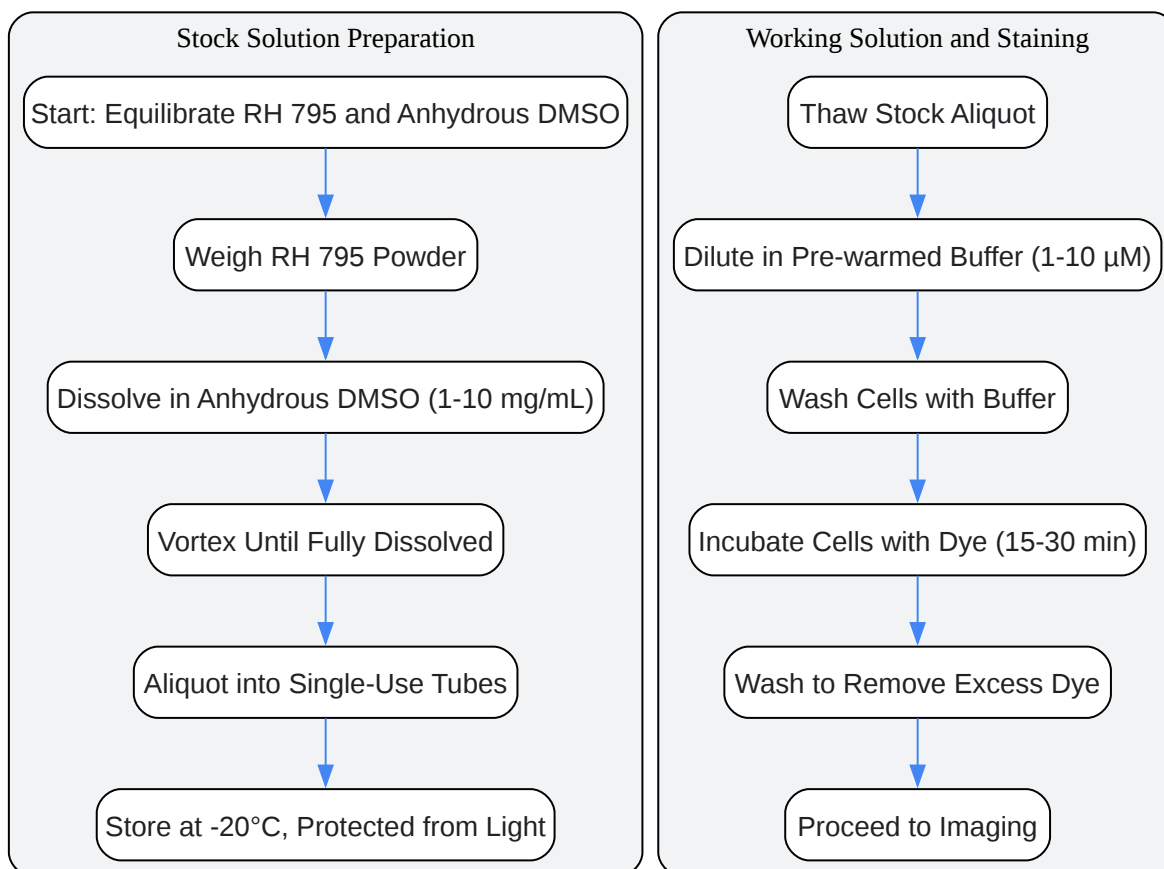 Stock Solution Preparation
Start: Equilibrate RH 795 and Anhydrous DMSO
Weigh RH 795 Powder
Dissolve in Anhydrous DMSO (1-10 mg/mL)
Vortex Until Fully Dissolved
Aliquot into Single-Use Tubes
Store at -20°C, Protected from Light
Working Solution and Staining
Thaw Stock Aliquot
Dilute in Pre-warmed Buffer (1-10 µM)
Wash Cells with Buffer
Incubate Cells with Dye (15-30 min)
Wash to Remove Excess Dye
Proceed to Imaging